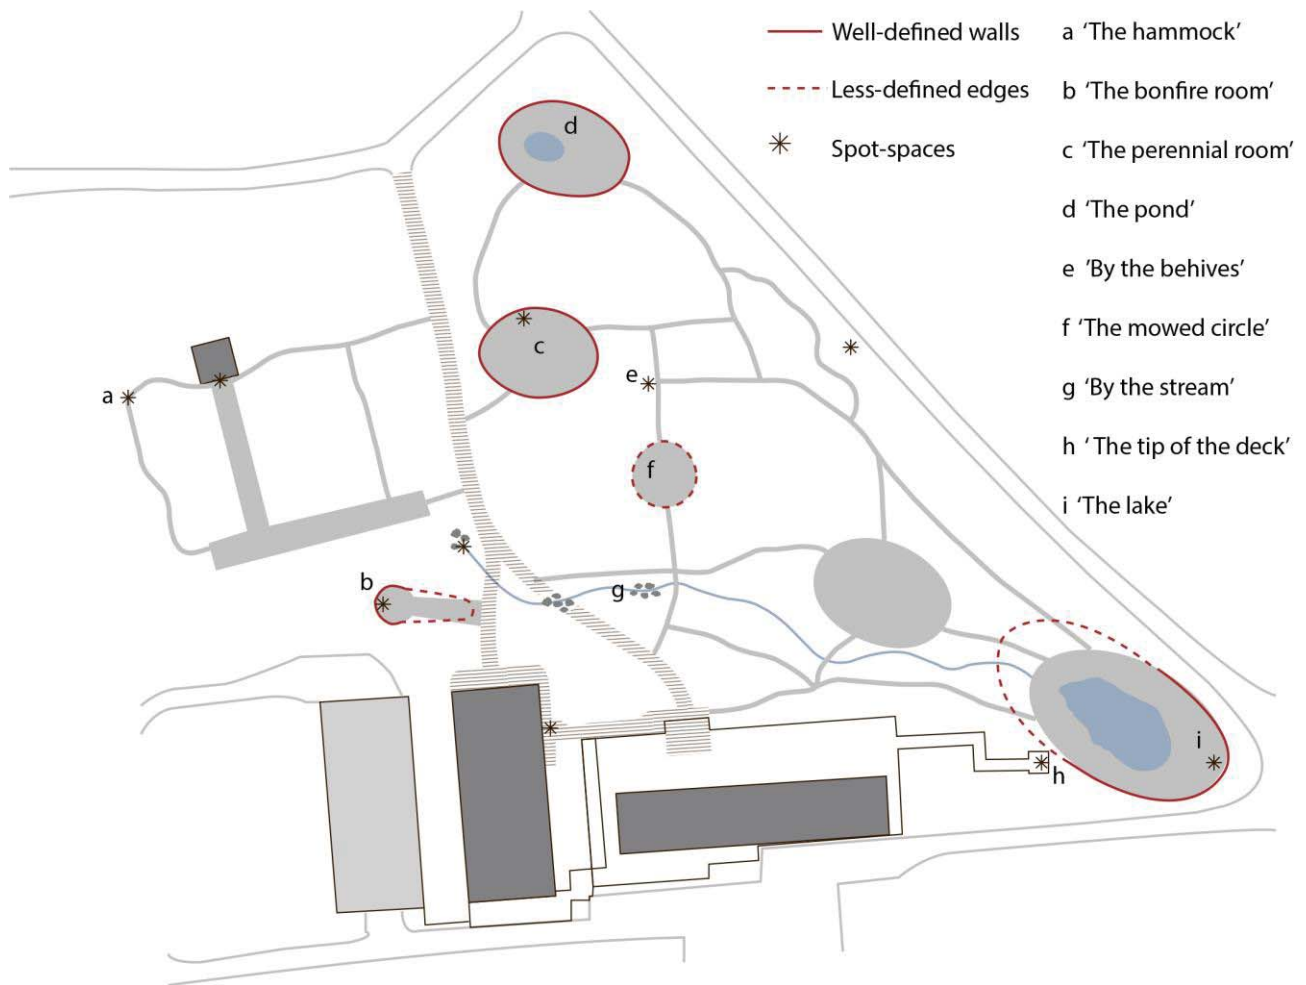 Well-defined walls
Less-defined edges
Spot-spaces
a ‘The hammock’
b ‘The bonfire room’
c ‘The perennial room’
d ‘The pond’
e ’By the behives’
f ‘The mowed circle’
g ‘By the stream’
h ‘ The tip of the deck’
i ‘The lake’
d
c
e
a
f
b
g
i
h